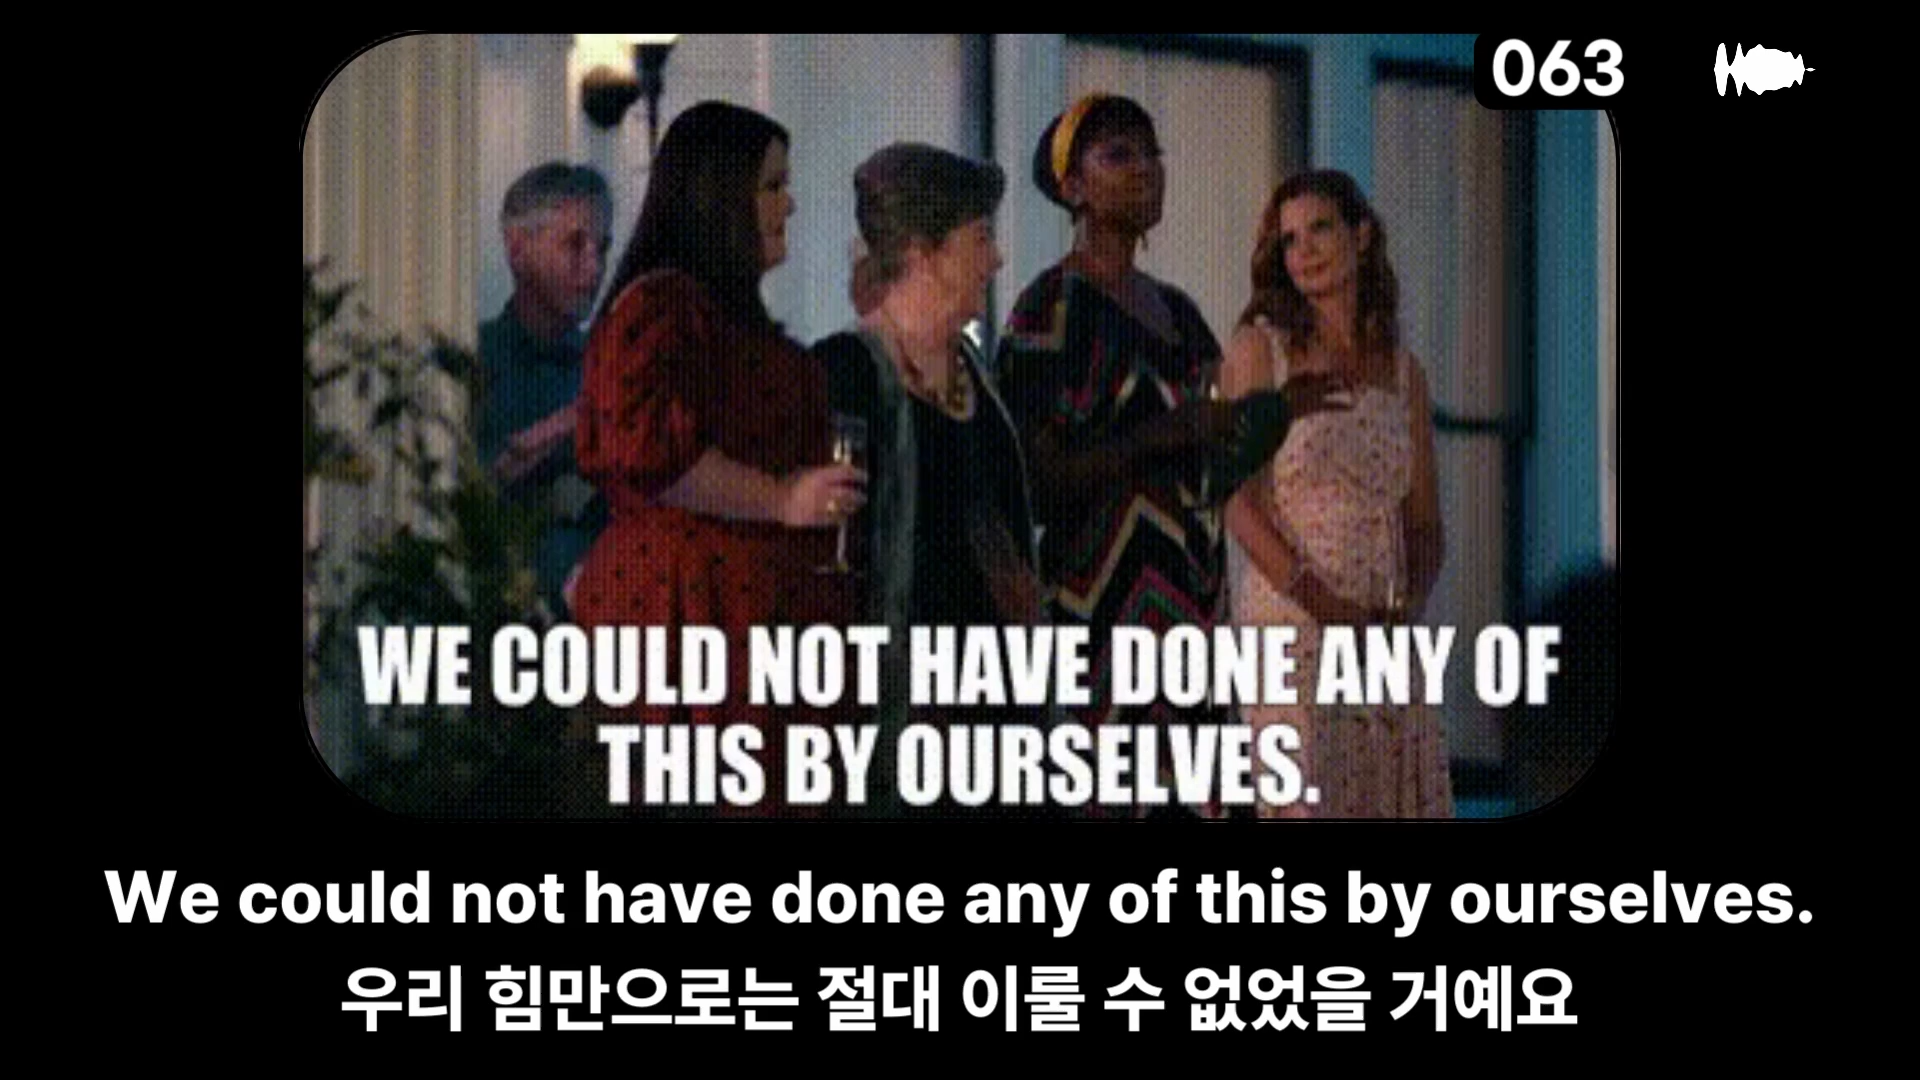 063
WE COULD NOT HAVE DONE ANY OF
THIS BY OURSELVES.
We could not have done any of this by ourselves.
우리 힘만으로는 절대 이룰 수 없었을 거예요